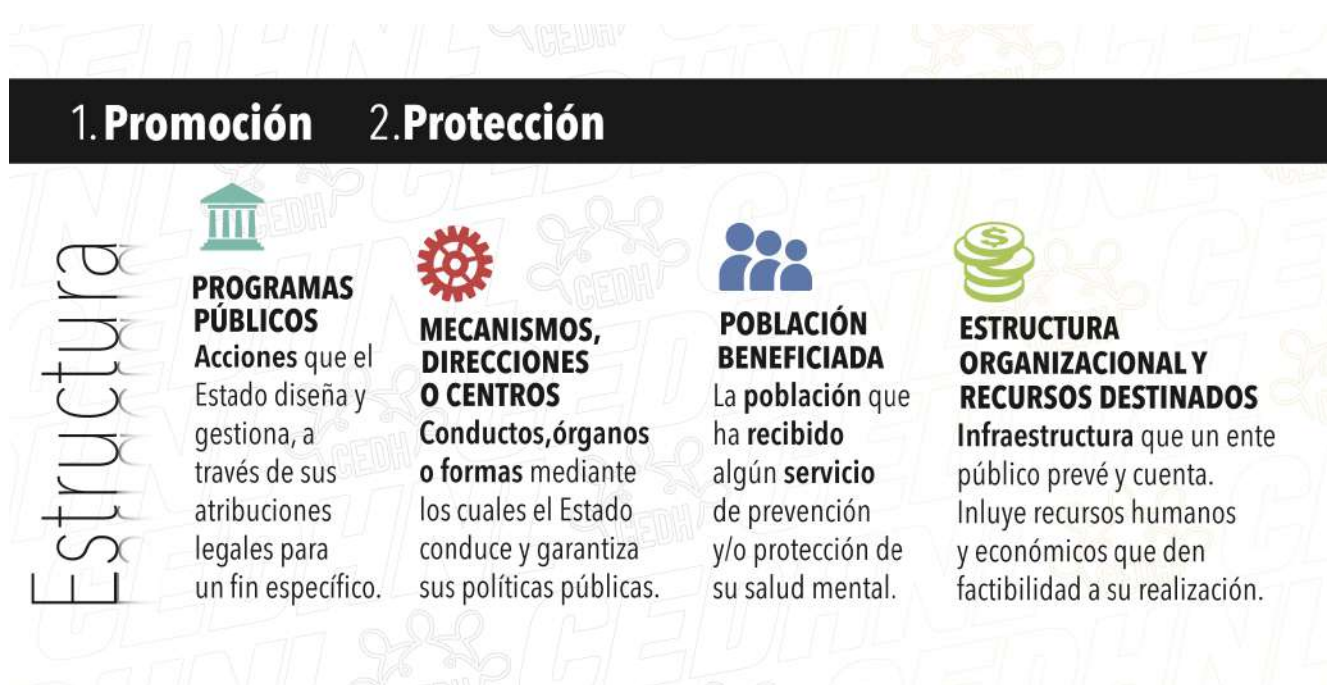 1. Promoción 2.Protección
Estructura
PROGRAMAS
PÚBLICOS
Acciones que el
Estado diseña y
gestiona, a
través de sus
atribuciones
legales para
un fin específico.
MECANISMOS,
DIRECCIONES
O CENTROS
Conductos,órganos
o formas mediante
los cuales el Estado
conduce y garantiza
sus políticas públicas.
POBLACIÓN
BENEFICIADA
La población que
ha recibido
algún servicio
de prevención
y/o protección de
su salud mental.
ESTRUCTURA
ORGANIZACIONAL Y
RECURSOS DESTINADOS
Infraestructura que un ente
público prevé y cuenta.
Inluye recursos humanos
y económicos que den
factibilidad a su realización.